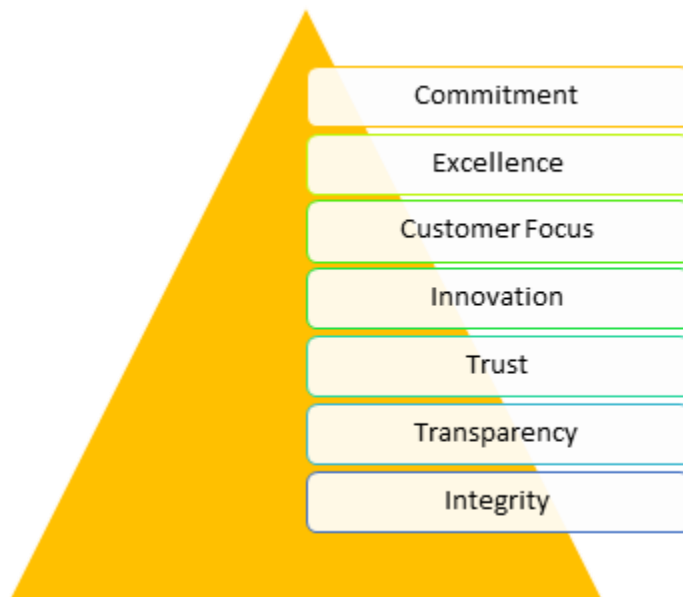 Commitment
Excellence
Customer Focus
Innovation
Trust
Transparency
Integrity